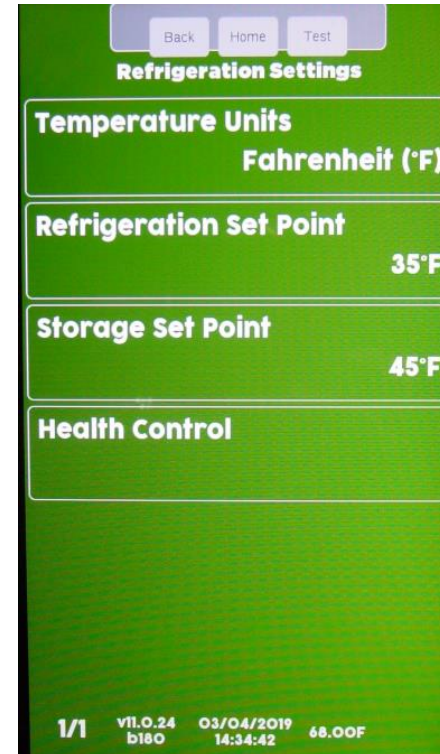 Back Home Test
Refrigeration Settings
Temperature Units
Fahrenheit (°F)
Refrigeration Set Point
35°F
Storage Set Point
45°F
Health Control
1/1 v11.0.24 03/04/2019 68.00F
b180 14:34:42